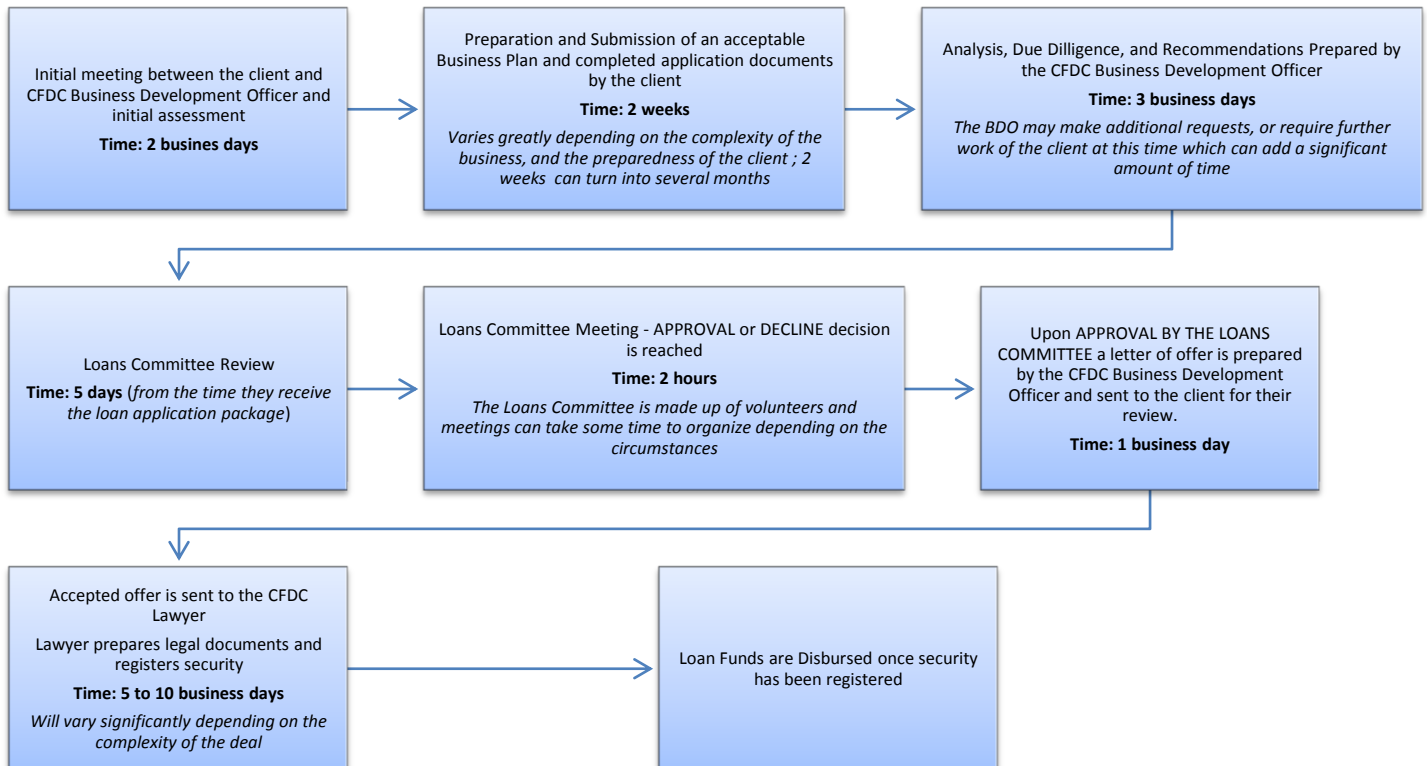 Initial meeting between the client and
CFDC Business Development Officer and
initial assessment
Time: 2 busines days
Preparation and Submission of an acceptable
Business Plan and completed application documents
by the client
Time: 2 weeks
Varies greatly depending on the complexity of the
business, and the preparedness of the client ; 2
weeks can turn into several months
Analysis, Due Dilligence, and Recommendations Prepared by
the CFDC Business Development Officer
Time: 3 business days
The BDO may make additional requests, or require further
work of the client at this time which can add a significant
amount of time
Loans Committee Review
Time: 5 days (from the time they receive
the loan application package)
Loans Committee Meeting - APPROVAL or DECLINE decision
is reached
Time: 2 hours
The Loans Committee is made up of volunteers and
meetings can take some time to organize depending on the
circumstances
Upon APPROVAL BY THE LOANS
COMMITTEE a letter of offer is prepared
by the CFDC Business Development
Officer and sent to the client for their
review.
Time: 1 business day
Accepted offer is sent to the CFDC
Lawyer
Lawyer prepares legal documents and
registers security
Time: 5 to 10 business days
Will vary significantly depending on the
complexity of the deal
Loan Funds are Disbursed once security
has been registered